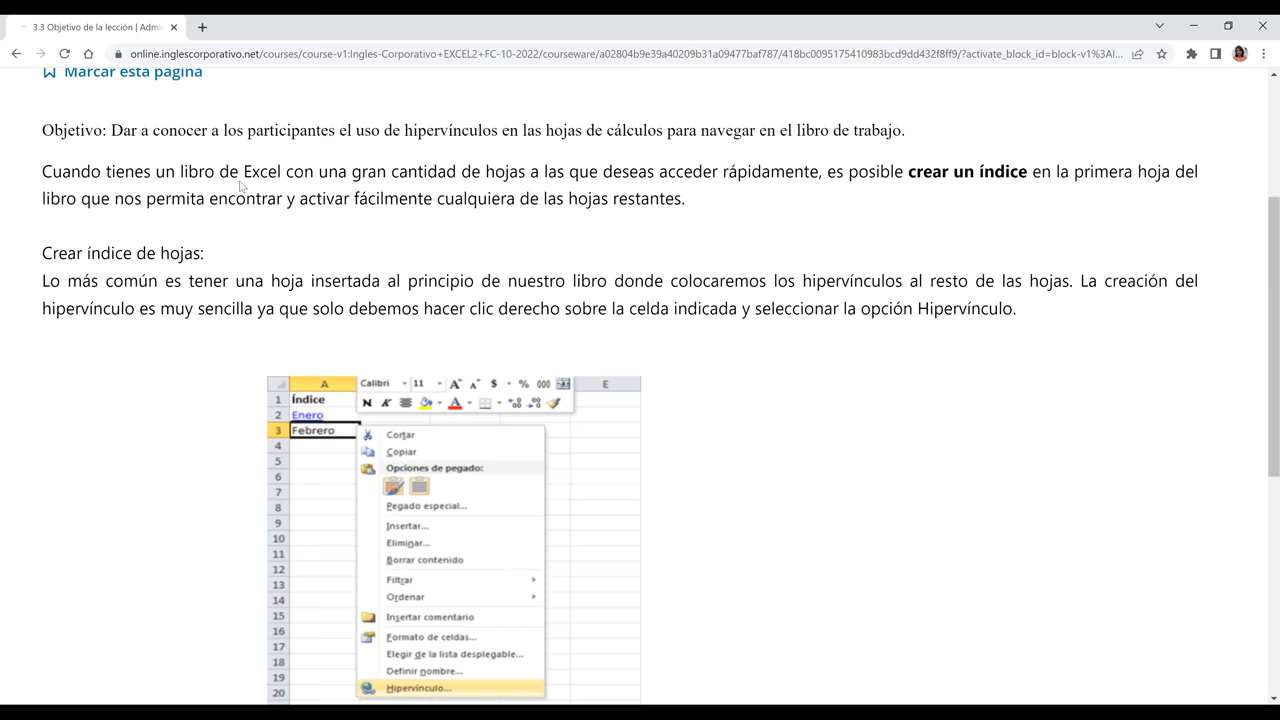 3.3 Objetivo de la lección | Admi
online.inglescorporativo.net/courses/course-v1:Ingles-Corporativo+EXCEL2+FC-10-2022/courseware/a02804b9e39a40209b31a09477baf787/418bc0b95175410983bcd9dd432f8ff9/?activate_block_id=block-v1%3AI...
Marcar esta página
Objetivo: Dar a conocer a los participantes el uso de hipervínculos en las hojas de cálculos para navegar en el libro de trabajo.
Cuando tienes un libro de Excel con una gran cantidad de hojas a las que deseas acceder rápidamente, es posible crear un índice en la primera hoja del
libro que nos permita encontrar y activar fácilmente cualquiera de las hojas restantes.
Crear índice de hojas:
Lo más común es tener una hoja insertada al principio de nuestro libro donde colocaremos los hipervínculos al resto de las hojas. La creación del
hipervínculo es muy sencilla ya que solo debemos hacer clic derecho sobre la celda indicada y seleccionar la opción Hipervínculo.
A Calibri 11 A A $ % 000 E
1 Índice N K A
2 Enero
3 Febrero
4 Cortar
5 Copiar
6 Opciones de pegado:
7
8 Pegado especial...
9 Insertar...
10 Eliminar...
11 Borrar contenido
12 Filtrar
13
14 Ordenar
15 Insertar comentario
16 Formato de celdas...
17 Elegir de la lista desplegable...
18
19 Definir nombre...
20 Hipervínculo...